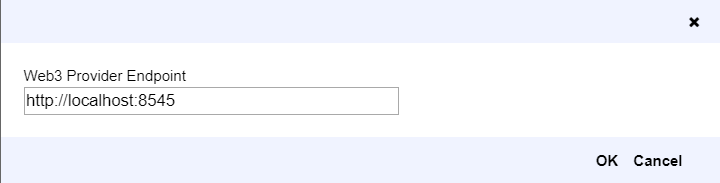 Web3 Provider Endpoint
http://localhost:8545
OK Cancel